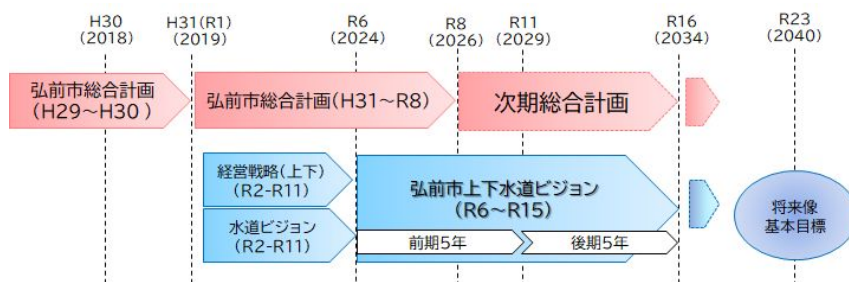 H30
(2018)
H31(R1)
(2019)
R6
(2024)
R8
(2026)
R11
(2029)
R16
(2034)
R23
(2040)
弘前市総合計画
(H29～H30 )
弘前市総合計画(H31～R8)
次期総合計画
経営戦略(上下)
(R2-R11)
水道ビジョン
(R2-R11)
弘前市上下水道ビジョン
(R6～R15)
前期5年
後期5年
将来像
基本目標